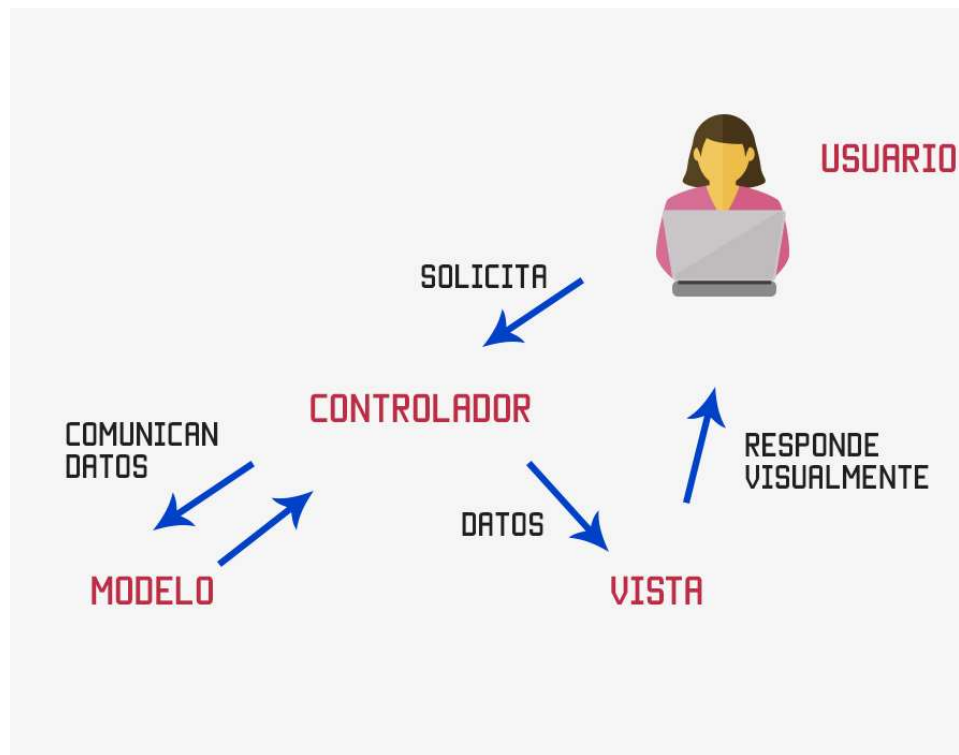 USUARIO
SOLICITA
CONTROLADOR
COMUNICAN
DATOS
RESPONDE
VISUALMENTE
DATOS
MODELO
VISTA